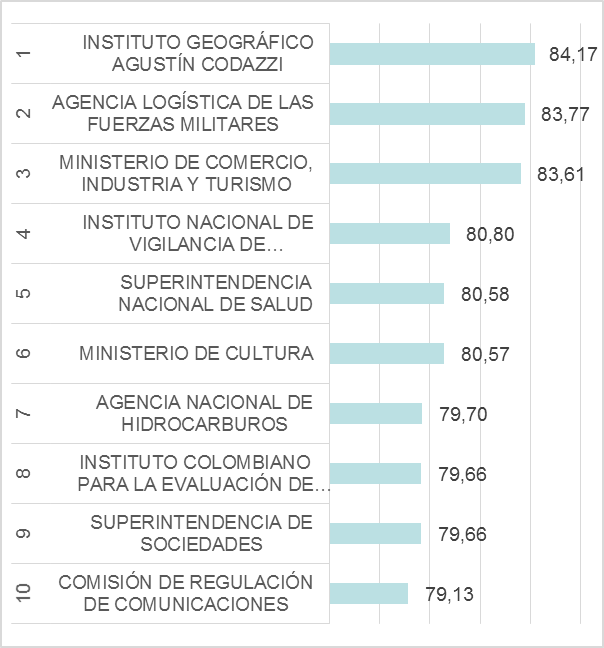 1
INSTITUTO GEOGRÁFICO
AGUSTÍN CODAZZI
84,17
2
AGENCIA LOGÍSTICA DE LAS
FUERZAS MILITARES
83,77
3
MINISTERIO DE COMERCIO,
INDUSTRIA Y TURISMO
83,61
4
INSTITUTO NACIONAL DE
VIGILANCIA DE…
80,80
5
SUPERINTENDENCIA
NACIONAL DE SALUD
80,58
6
MINISTERIO DE CULTURA
80,57
7
AGENCIA NACIONAL DE
HIDROCARBUROS
79,70
8
INSTITUTO COLOMBIANO
PARA LA EVALUACIÓN DE…
79,66
9
SUPERINTENDENCIA DE
SOCIEDADES
79,66
10
COMISIÓN DE REGULACIÓN
DE COMUNICACIONES
79,13